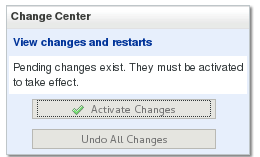 Change Center
View changes and restarts
Pending changes exist. They must be activated
to take effect.
Activate Changes
Undo All Changes